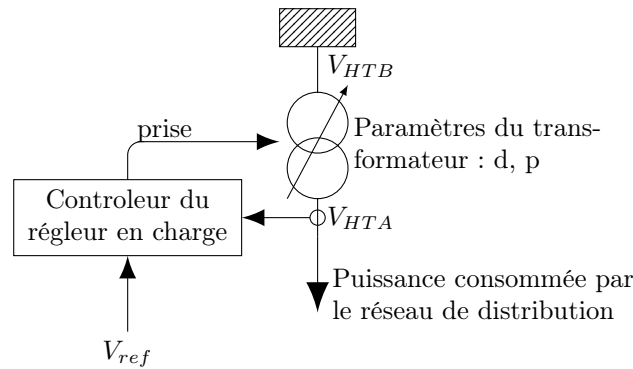 V_HTB
prise
Paramètres du trans-
formateur : d, p
Controleur du
régleur en charge
V_HTA
Puissance consommée par
le réseau de distribution
V_ref